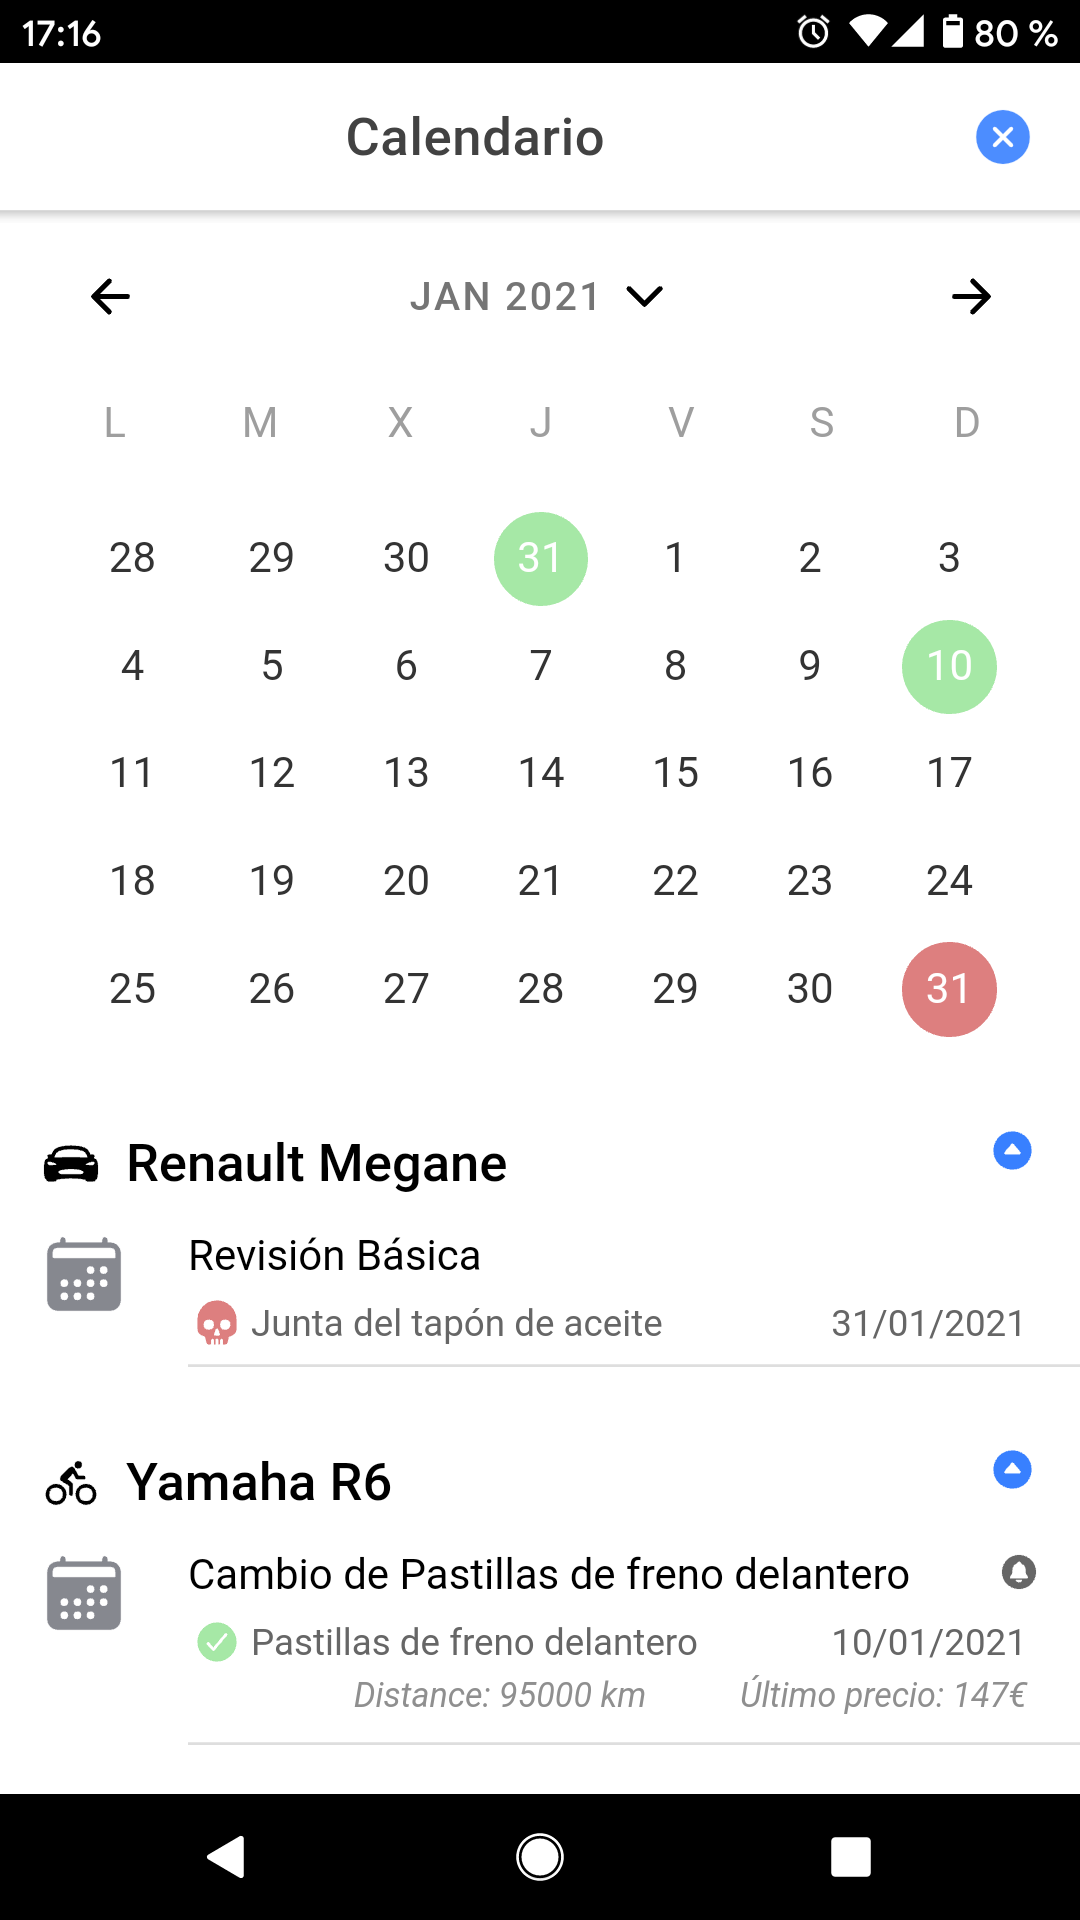 17:16 80 %
Calendario
JAN 2021
L M X J V S D
28 29 30 31 1 2 3
4 5 6 7 8 9 10
11 12 13 14 15 16 17
18 19 20 21 22 23 24
25 26 27 28 29 30 31
Renault Megane
Revisión Básica
Junta del tapón de aceite 31/01/2021
Yamaha R6
Cambio de Pastillas de freno delantero
Pastillas de freno delantero 10/01/2021
Distance: 95000 km Último precio: 147€